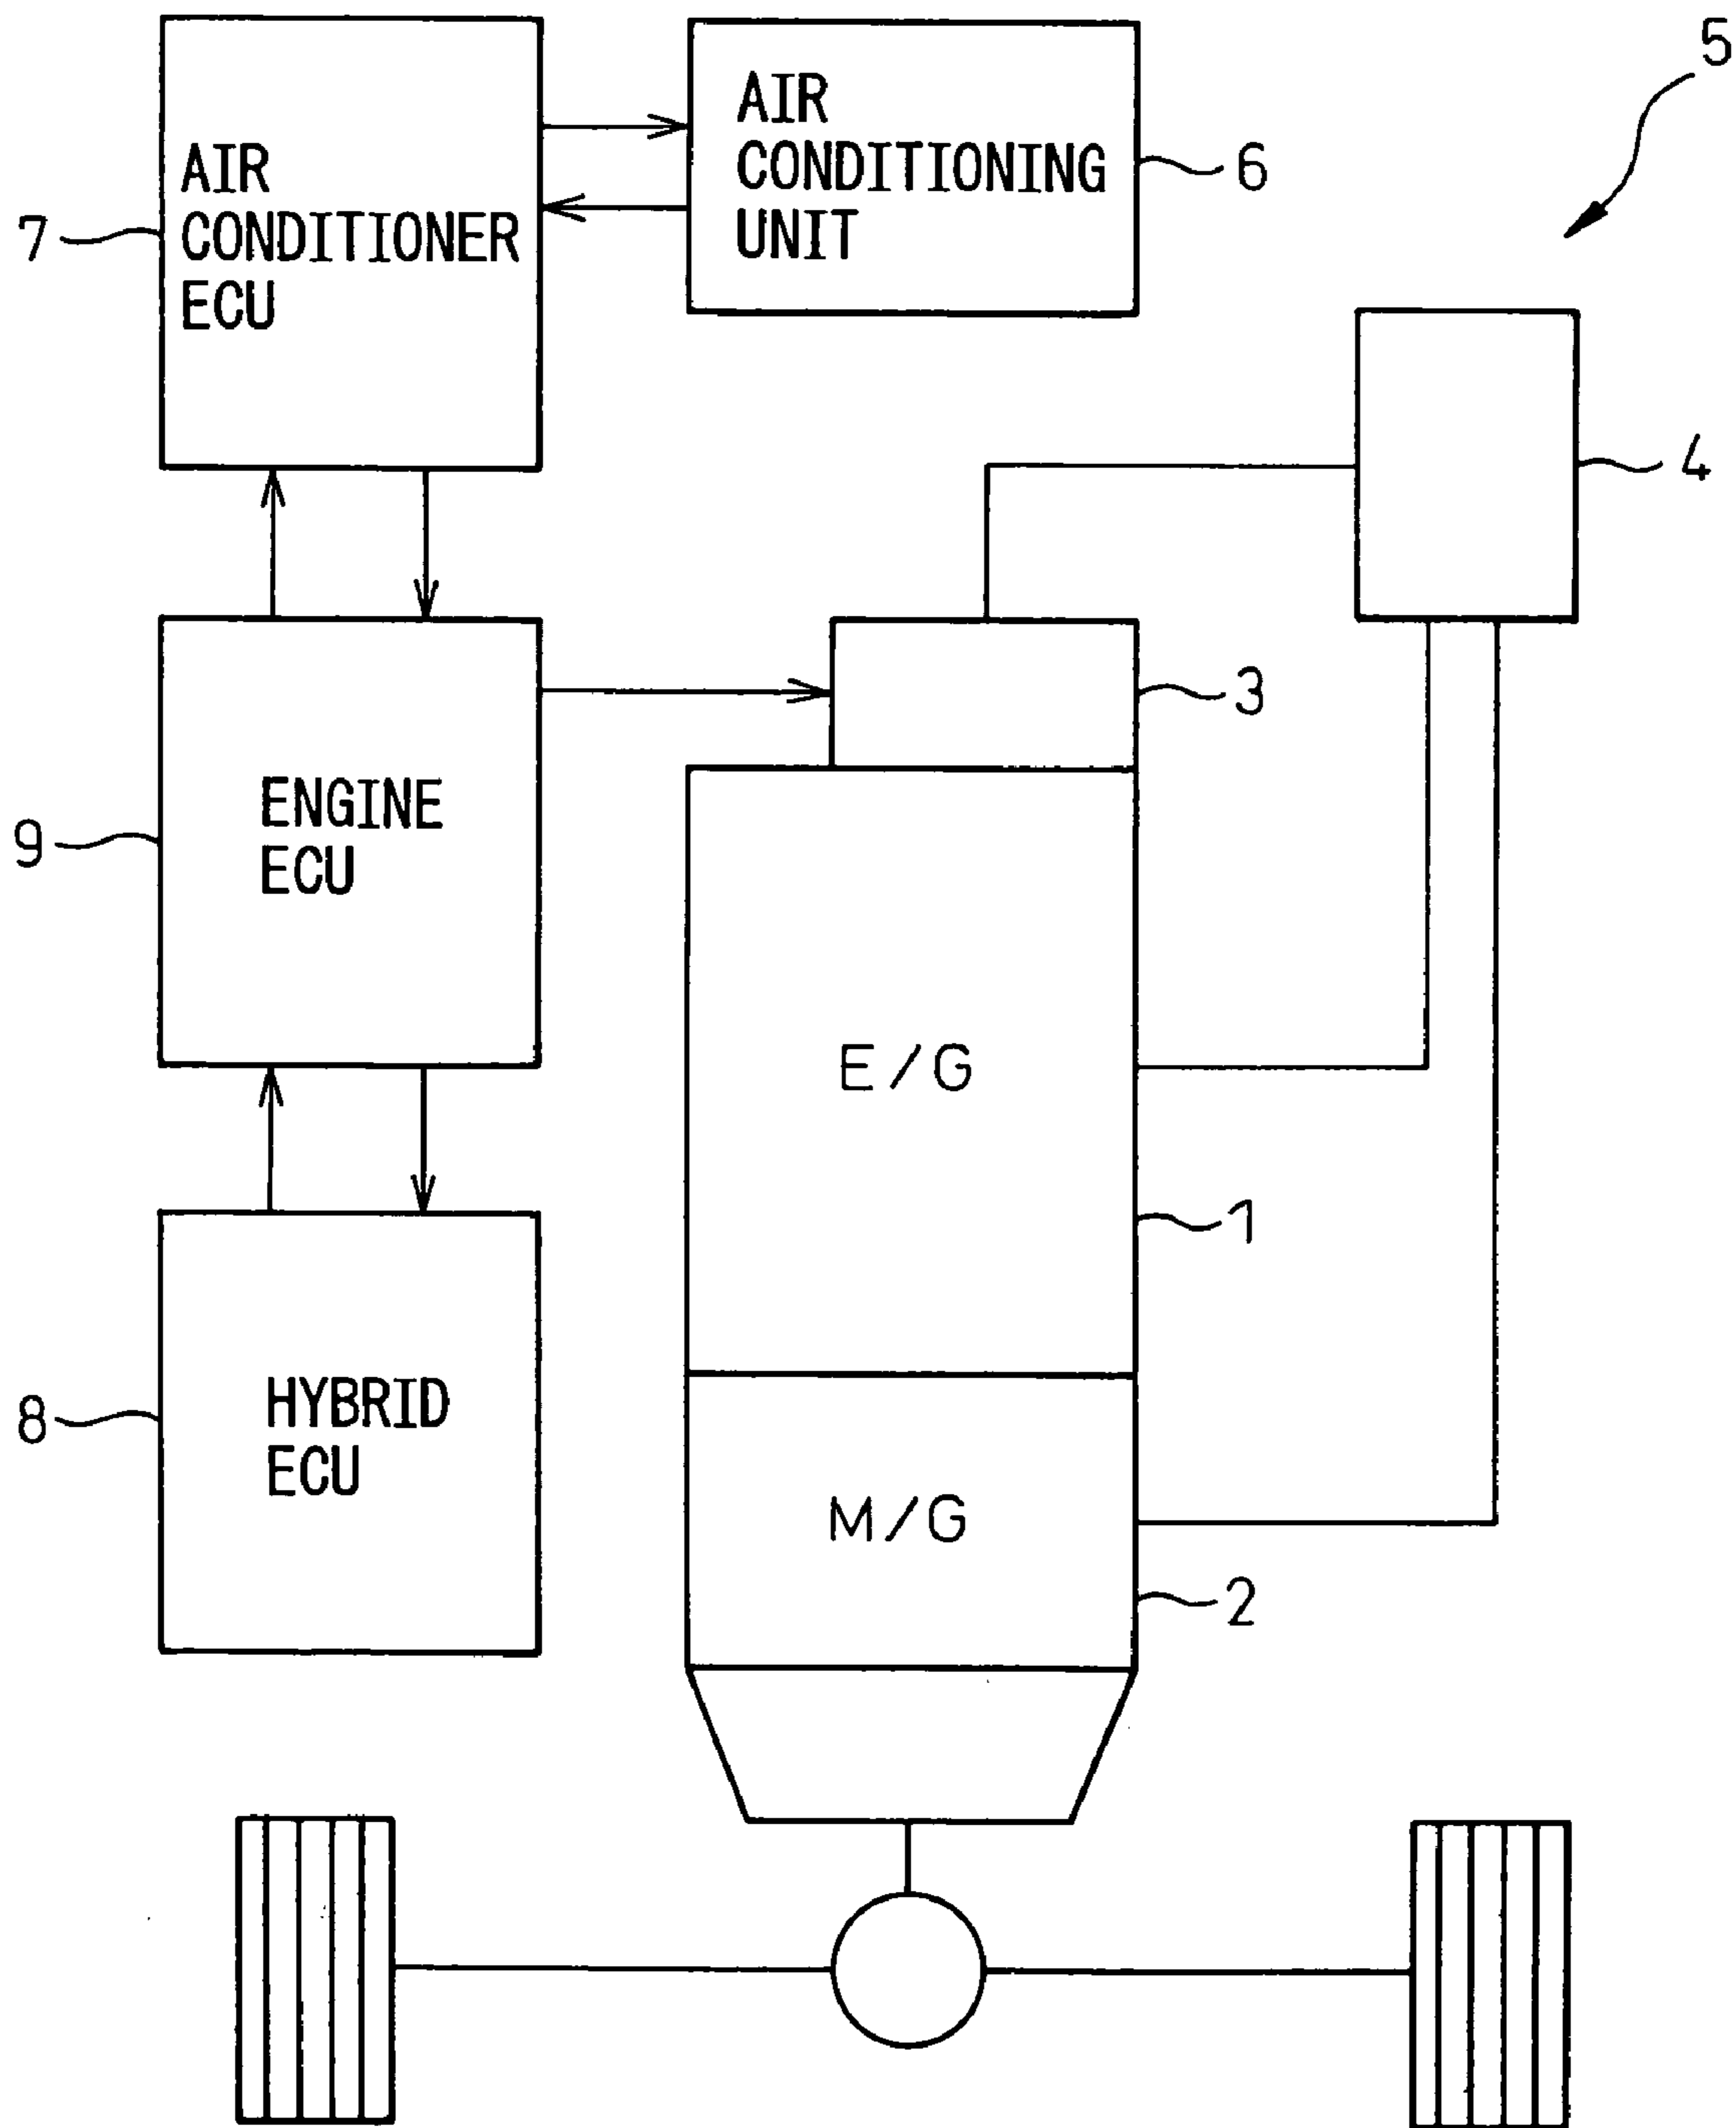 5
AIR
CONDITIONER
ECU
AIR
CONDITIONING
UNIT
6
7
4
3
ENGINE
ECU
9
E/G
1
HYBRID
ECU
8
M/G
2